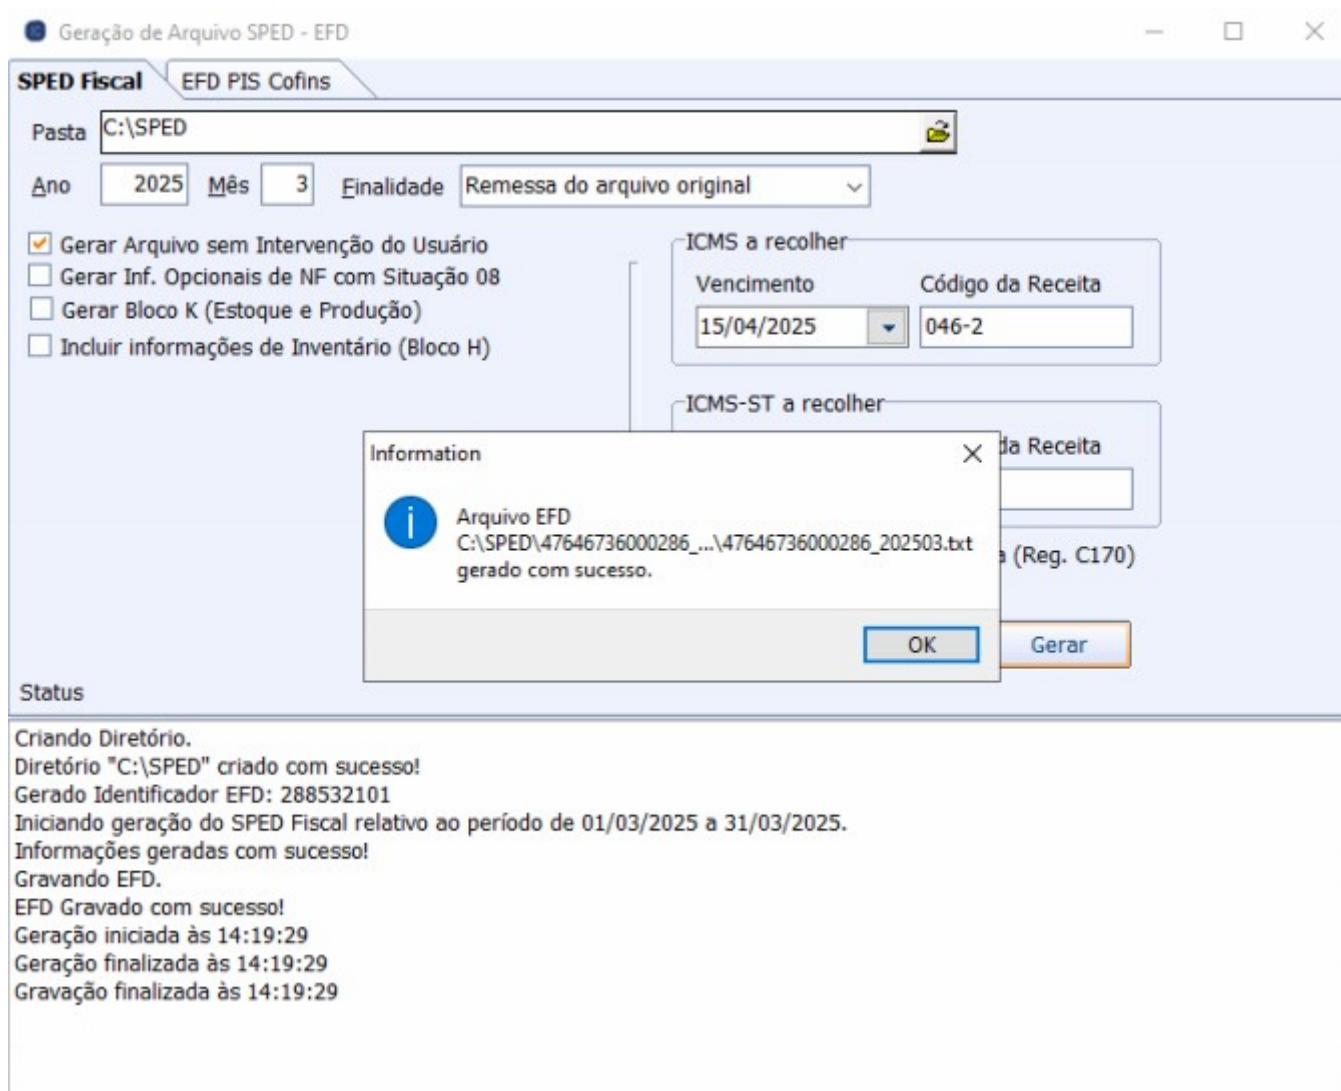 Geração de Arquivo SPED - EFD
SPED Fiscal EFD PIS Cofins
Pasta C:\SPED
Ano 2025 Mês 3 Finalidade Remessa do arquivo original
Gerar Arquivo sem Intervenção do Usuário
Gerar Inf. Opcionais de NF com Situação 08
Gerar Bloco K (Estoque e Produção)
Incluir informações de Inventário (Bloco H)
ICMS a recolher
Vencimento Código da Receita
15/04/2025 046-2
ICMS-ST a recolher
da Receita
(Reg. C170)
Information
Arquivo EFD
C:\SPED\47646736000286_...\47646736000286_202503.txt
gerado com sucesso.
OK
Gerar
Status
Criando Diretório.
Diretório "C:\SPED" criado com sucesso!
Gerado Identificador EFD: 288532101
Iniciando geração do SPED Fiscal relativo ao período de 01/03/2025 a 31/03/2025.
Informações geradas com sucesso!
Gravando EFD.
EFD Gravado com sucesso!
Geração iniciada às 14:19:29
Geração finalizada às 14:19:29
Gravação finalizada às 14:19:29